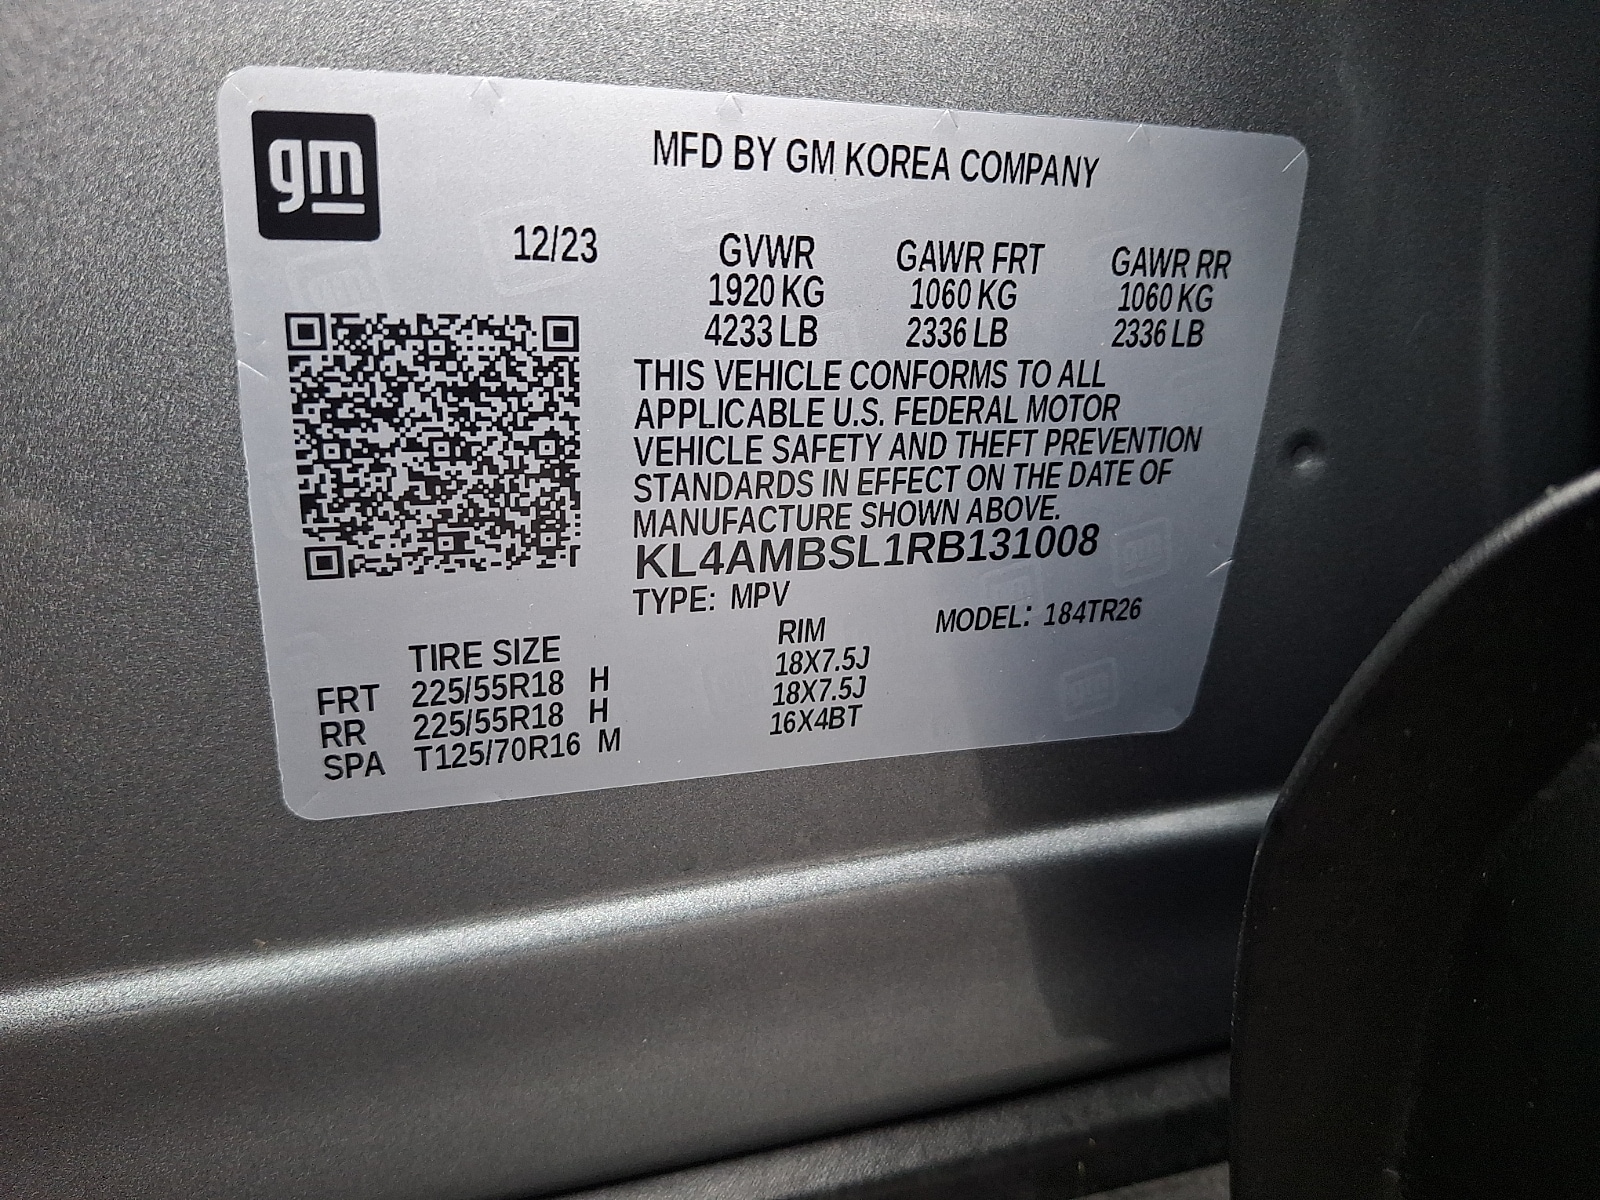 gm
MFD BY GM KOREA COMPANY
12/23
GVWR GAWR FRT GAWR RR
1920 KG 1060 KG 1060 KG
4233 LB 2336 LB 2336 LB
THIS VEHICLE CONFORMS TO ALL
APPLICABLE U.S. FEDERAL MOTOR
VEHICLE SAFETY AND THEFT PREVENTION
STANDARDS IN EFFECT ON THE DATE OF
MANUFACTURE SHOWN ABOVE.
KL4AMBSL1RB131008
TYPE: MPV
MODEL: 184TR26
TIRE SIZE RIM
FRT 225/55R18 H 18X7.5J
RR 225/55R18 H 18X7.5J
SPA T125/70R16 M 16X4BT